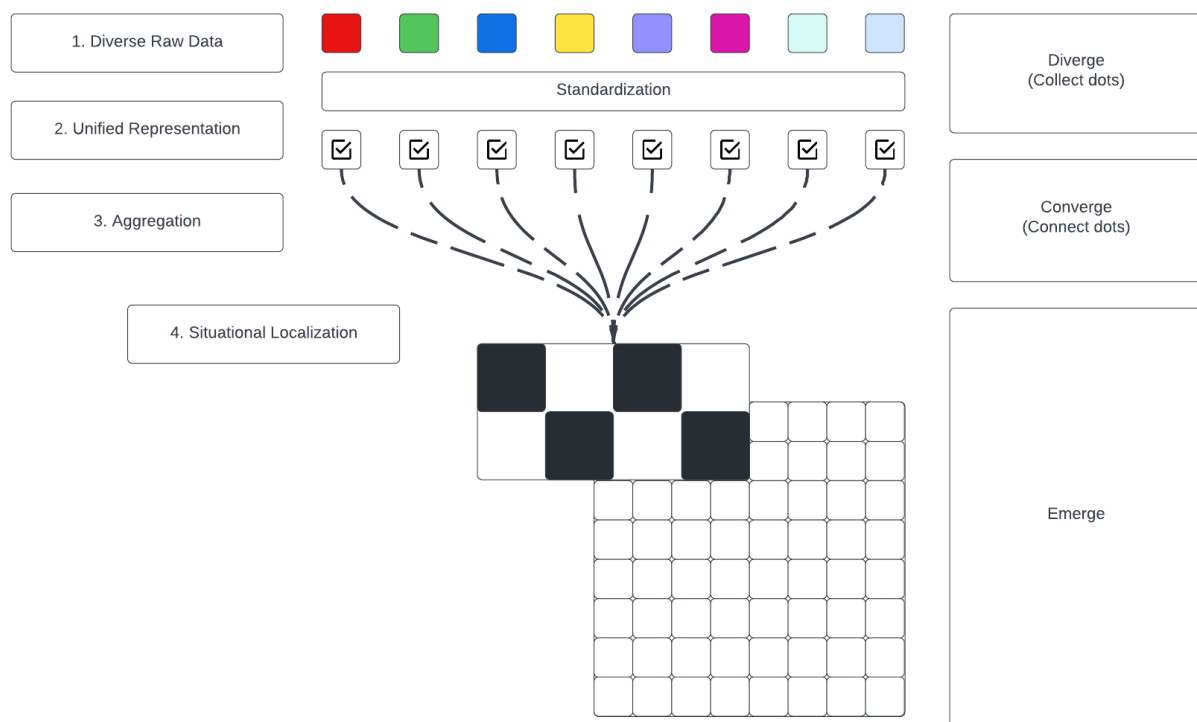 1. Diverse Raw Data
2. Unified Representation
3. Aggregation
4. Situational Localization
Standardization
Diverge
(Collect dots)
Converge
(Connect dots)
Emerge